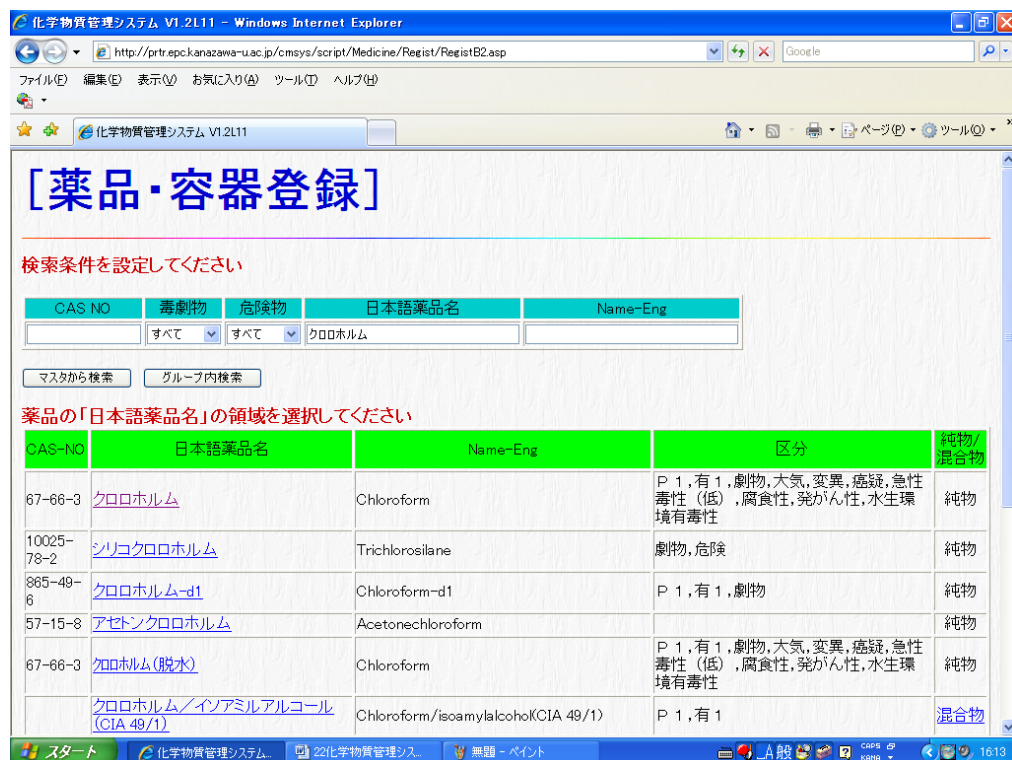 化学物質管理システム V1.2L11 - Windows Internet Explorer
http://prtr.epc.kanazawa-u.ac.jp/cmsys/script/Medicine/Regist/RegistB2.asp
Google
ファイル(F) 編集(E) 表示(V) お気に入り(A) ツール(T) ヘルプ(H)
化学物質管理システム V1.2L11
ページ(P) ツール(O) »
[薬品・容器登録]
検索条件を設定してください
CAS NO 毒劇物 危険物 日本語薬品名 Name-Eng
すべて すべて クロロホルム
マスタから検索 グループ内検索
薬品の「日本語薬品名」の領域を選択してください
CAS-NO 日本語薬品名 Name-Eng 区分 純物/
混合物
67-66-3 クロロホルム Chloroform P 1,有 1,劇物,大気,変異,癌疑,急性
毒性（低）,腐食性,発がん性,水生環
境有毒性 純物
10025-
78-2 シリコクロロホルム Trichlorosilane 劇物,危険 純物
865-49-
6 クロロホルム-d1 Chloroform-d1 P 1,有 1,劇物 純物
57-15-8 アセトンクロロホルム Acetonechloroform 純物
67-66-3 クロロホルム(脱水) Chloroform P 1,有 1,劇物,大気,変異,癌疑,急性
毒性（低）,腐食性,発がん性,水生環
境有毒性 純物
クロロホルム／イソアミルアルコール
(CIA 49/1) Chloroform/isoamylalcohol(CIA 49/1) P 1,有 1 混合物
スタート 化学物質管理システム... 22化学物質管理シス... 無題 - ペイント A 般 CAPS KANA 16:13